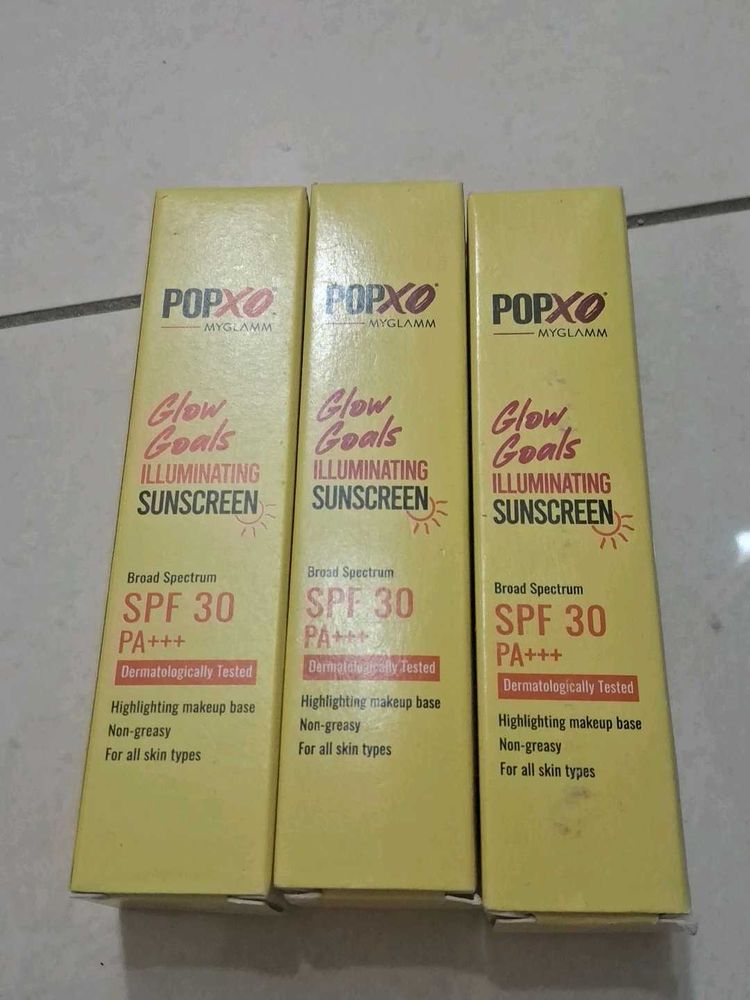 POPXO
MYGLAMM
Glow
Goals
ILLUMINATING
SUNSCREEN
Broad Spectrum
SPF 30
PA+++
Dermatologically Tested
Highlighting makeup base
Non-greasy
For all skin types
POPXO
MYGLAMM
Glow
Goals
ILLUMINATING
SUNSCREEN
Broad Spectrum
SPF 30
PA+++
Dermatologically Tested
Highlighting makeup base
Non-greasy
For all skin types
POPXO
MYGLAMM
Glow
Goals
ILLUMINATING
SUNSCREEN
Broad Spectrum
SPF 30
PA+++
Dermatologically Tested
Highlighting makeup base
Non-greasy
For all skin types